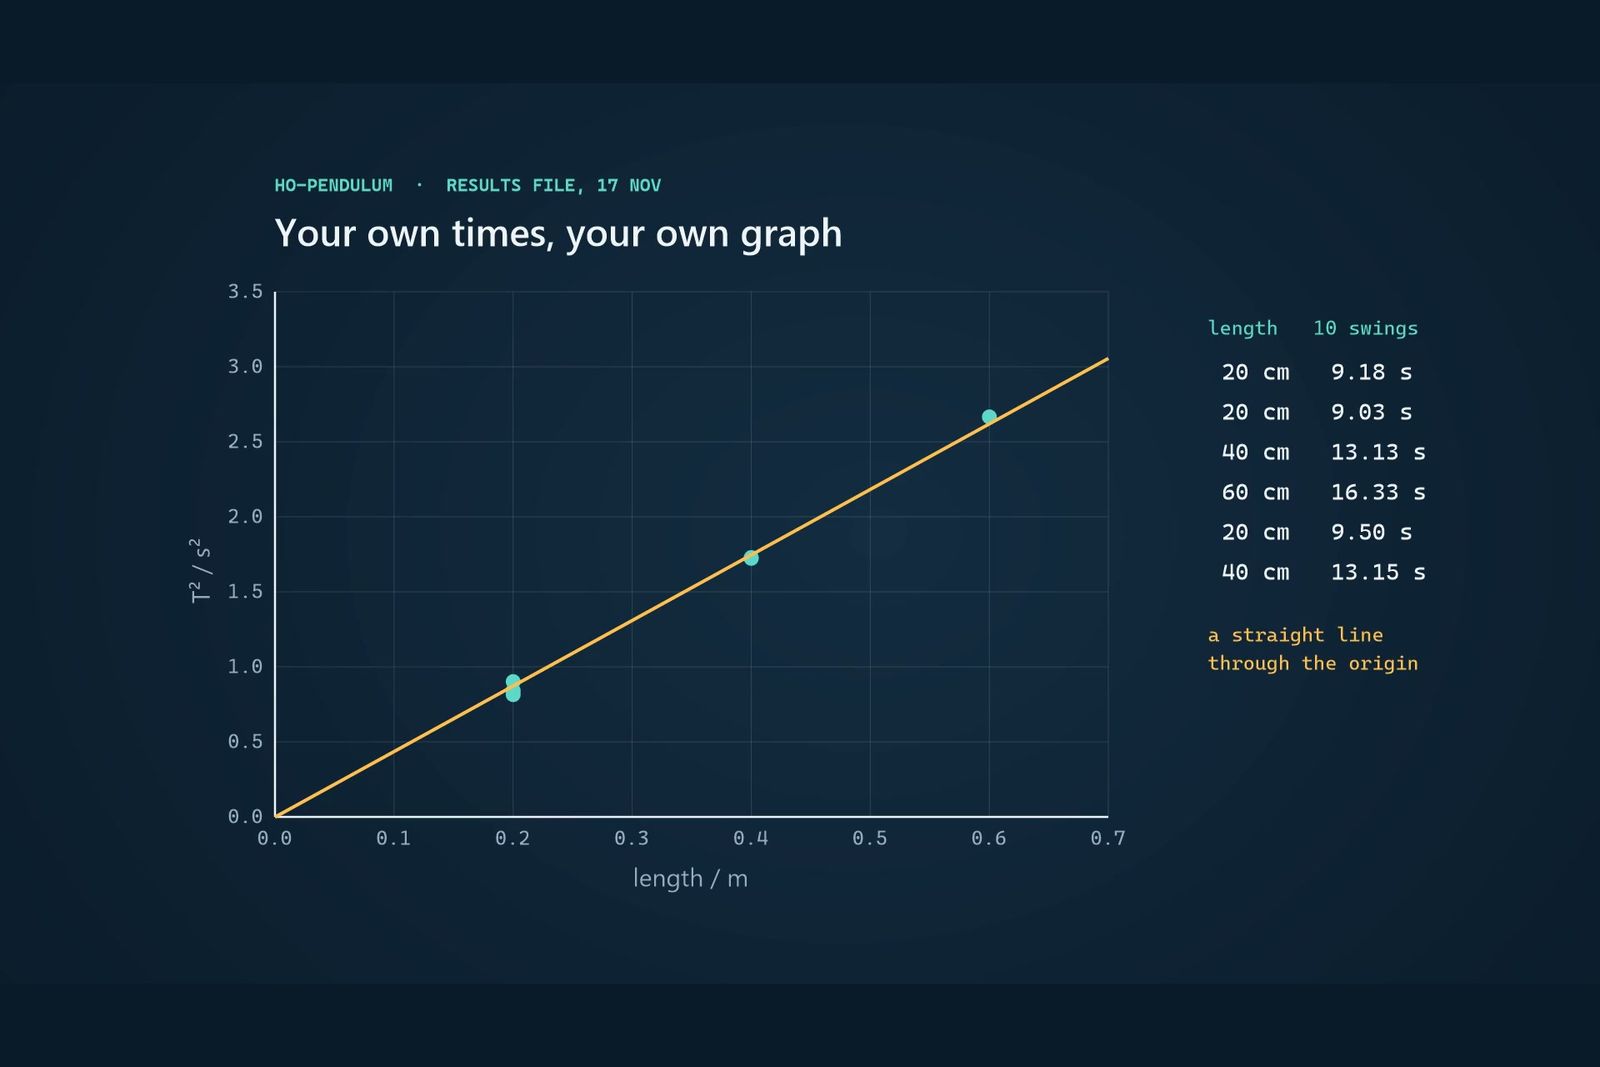 HO-PENDULUM · RESULTS FILE, 17 NOV
Your own times, your own graph
3.5
3.0
2.5
2.0
1.5
1.0
0.5
0.0
T² / s²
0.0 0.1 0.2 0.3 0.4 0.5 0.6 0.7
length / m
length 10 swings
20 cm 9.18 s
20 cm 9.03 s
40 cm 13.13 s
60 cm 16.33 s
20 cm 9.50 s
40 cm 13.15 s
a straight line
through the origin